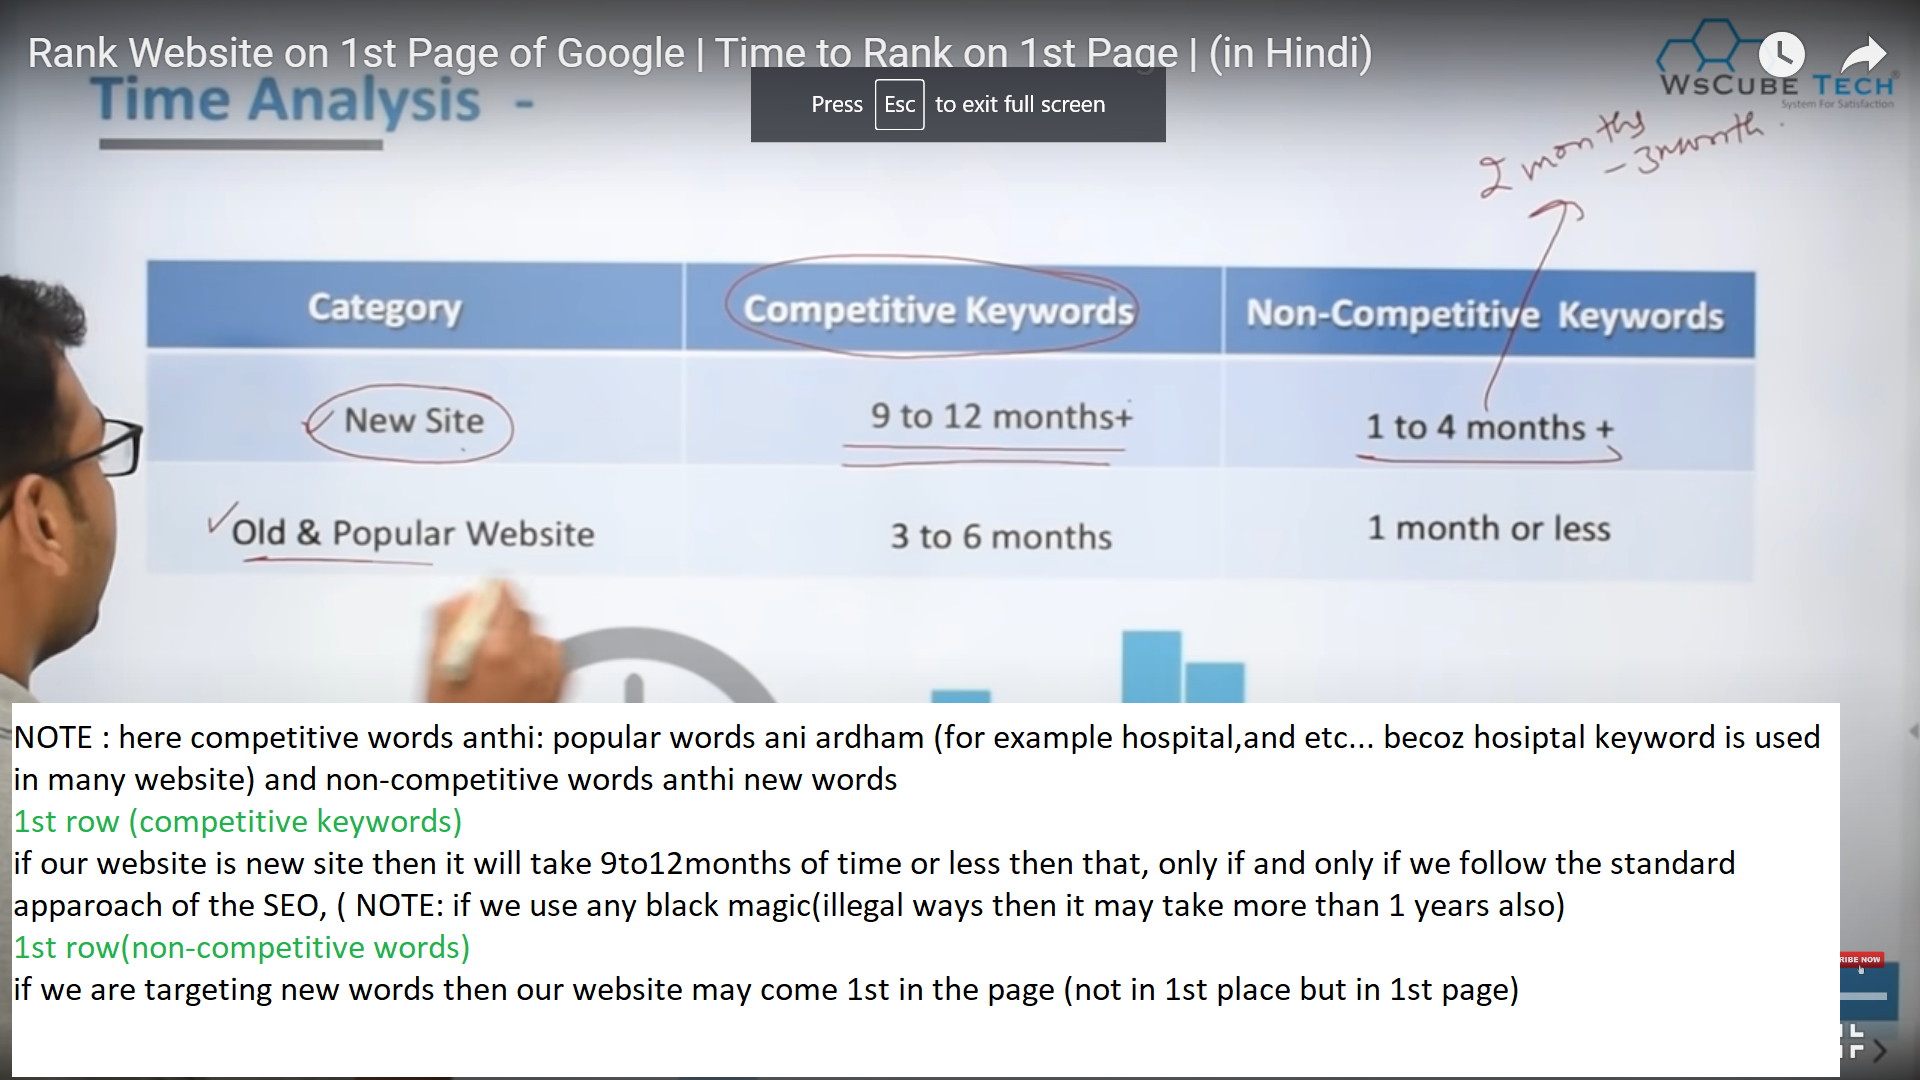 Rank Website on 1st Page of Google | Time to Rank on 1st Page | (in Hindi)
WsCube Tech
System For Satisfaction
Time Analysis -
Press Esc to exit full screen
2 months
- 3 month
Category Competitive Keywords Non-Competitive Keywords
New Site 9 to 12 months+ 1 to 4 months +
Old & Popular Website 3 to 6 months 1 month or less
NOTE : here competitive words anthi: popular words ani ardham (for example hospital,and etc... becoz hosiptal keyword is used
in many website) and non-competitive words anthi new words
1st row (competitive keywords)
if our website is new site then it will take 9to12months of time or less then that, only if and only if we follow the standard
apparoach of the SEO, ( NOTE: if we use any black magic(illegal ways then it may take more than 1 years also)
1st row(non-competitive words)
if we are targeting new words then our website may come 1st in the page (not in 1st place but in 1st page)
RIBE NOW